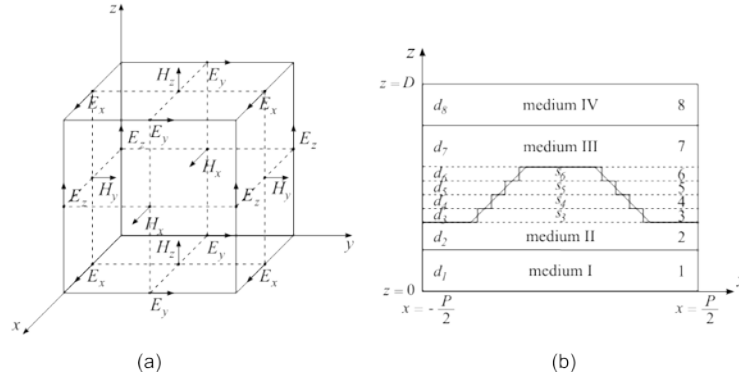 z
E_y
H_z
E_x
E_x
E_y
E_z
E_z
H_x
H_y
H_y
E_z
E_z
H_x
y
H_z
E_y
E_x
E_x
E_y
x
(a)
z
z=D
d_8 medium IV 8
d_7 medium III 7
d_6 s_6 6
d_5 s_5 5
d_4 s_4 4
d_3 s_3 3
d_2 medium II 2
d_1 medium I 1
z=0
x = -P/2 x = P/2
(b)